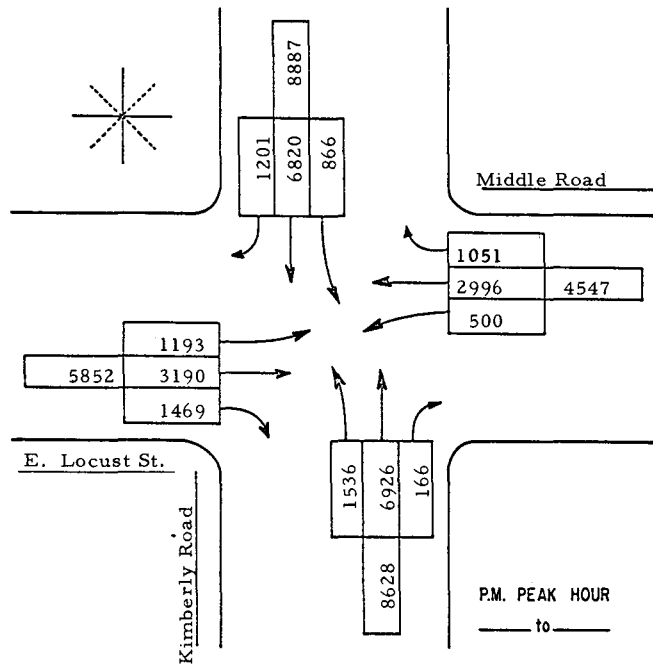 8887
1201 6820 866
Middle Road
1051
2996 4547
500
1193
5852 3190
1469
E. Locust St.
Kimberly Road
1536 6926 166
8628
P.M. PEAK HOUR
to